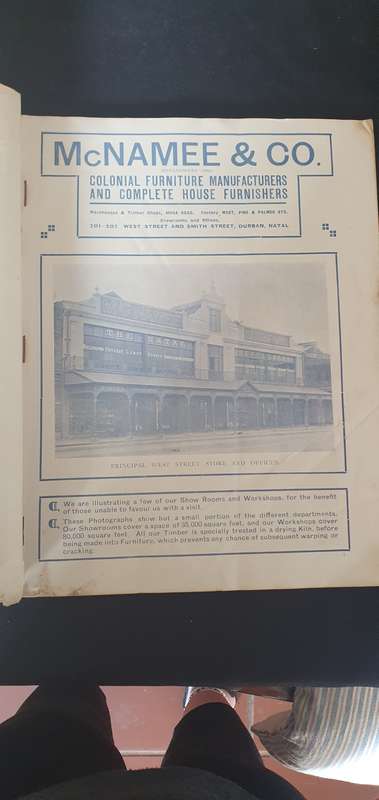 McNAMEE & CO.
COLONIAL FURNITURE MANUFACTURERS
AND COMPLETE HOUSE FURNISHERS
Warehouses & Timber Shops, MONA ROAD. Factory WEST, PINE & PALMER STS.
Showrooms and Offices,
WEST STREET AND SMITH STREET, DURBAN, NATAL
THE NATAL
PRINCIPAL WEST STREET STORE AND OFFICES.
We are illustrating a few of our Show Rooms and Workshops, for the benefit
of those unable to favour us with a visit.
These Photographs show but a small portion of the different departments.
Our Showrooms cover a space of 35,000 square feet, and our Workshops cover
80,000 square feet. All our Timber is specially treated in a drying Kiln, before
being made into Furniture, which prevents any chance of subsequent warping or
cracking.